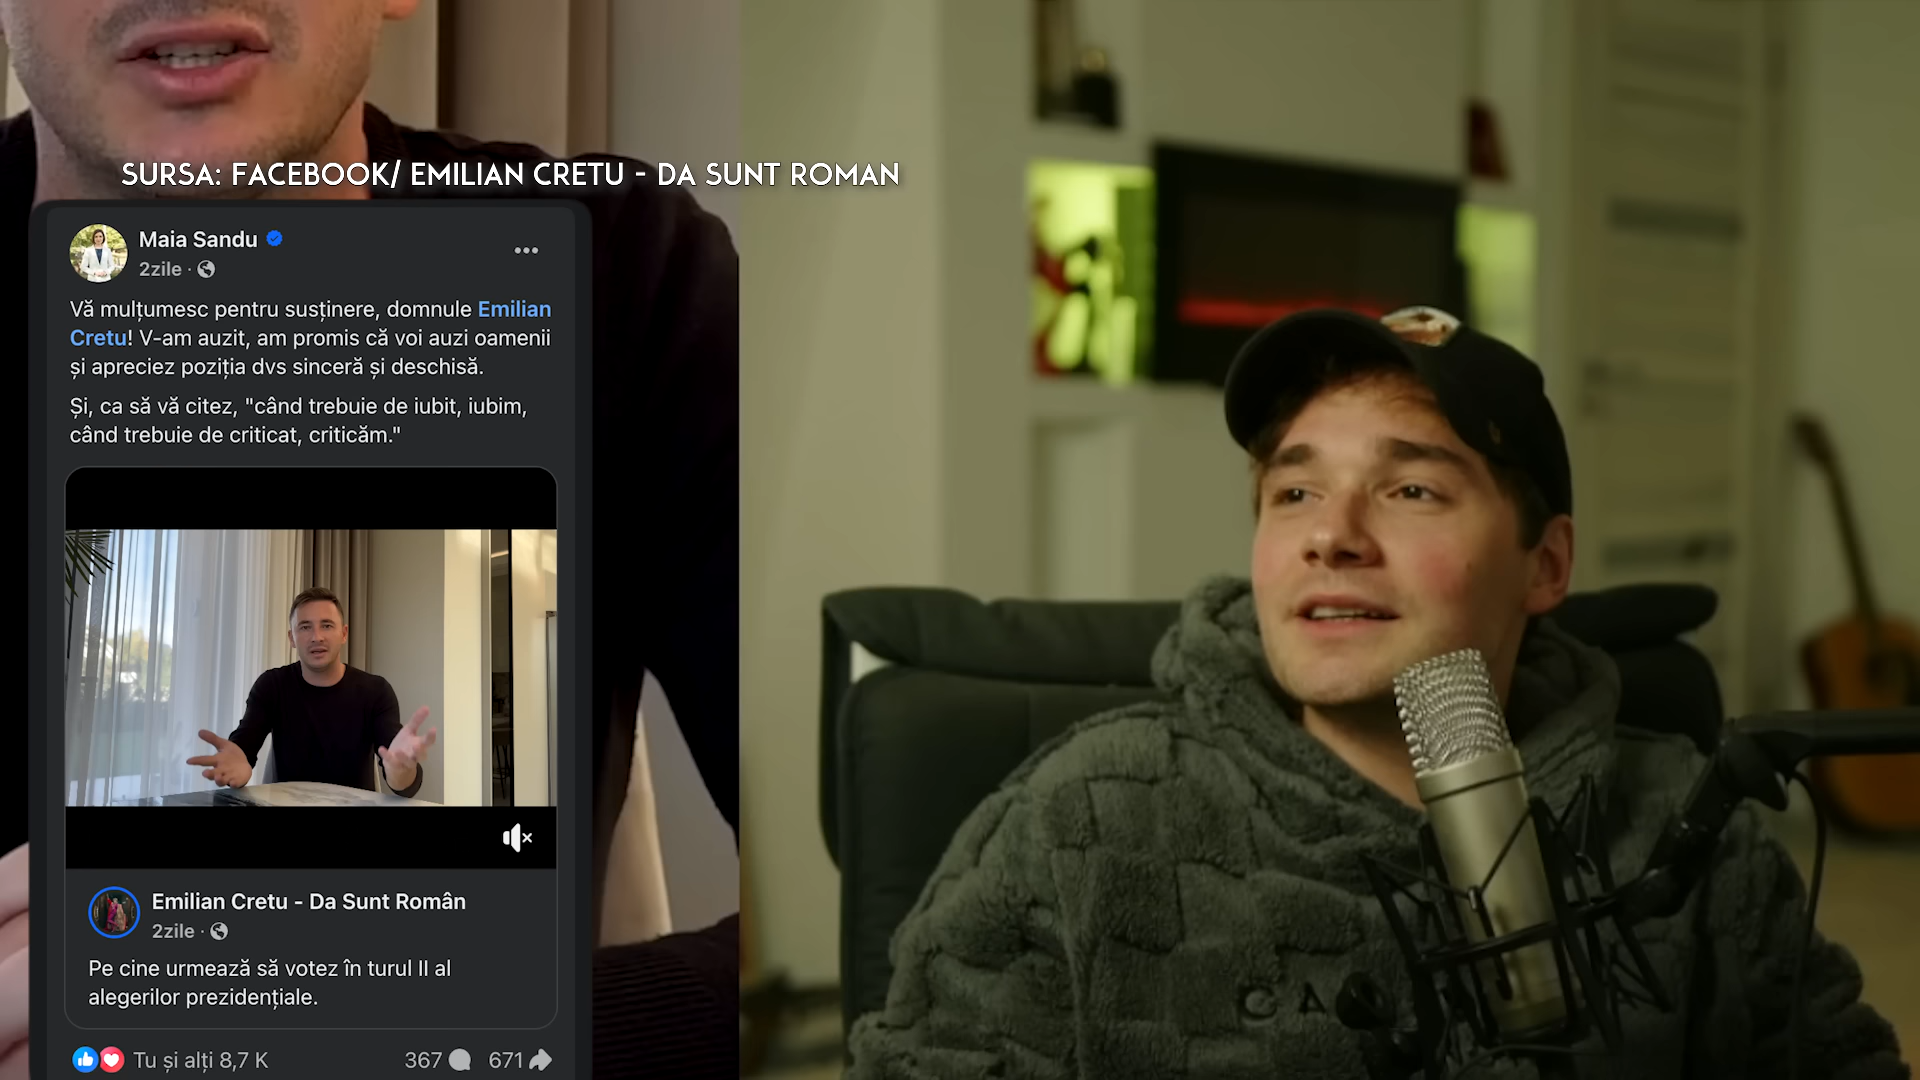 SURSA: FACEBOOK/ EMILIAN CRETU - DA SUNT ROMAN
Maia Sandu
2zile ·
Vă mulțumesc pentru susținere, domnule Emilian
Cretu! V-am auzit, am promis că voi auzi oamenii
și apreciez poziția dvs sinceră și deschisă.
Și, ca să vă citez, "când trebuie de iubit, iubim,
când trebuie de criticat, criticăm."
Emilian Cretu - Da Sunt Român
2zile ·
Pe cine urmează să votez în turul II al
alegerilor prezidențiale.
Tu și alți 8,7 K
367
671